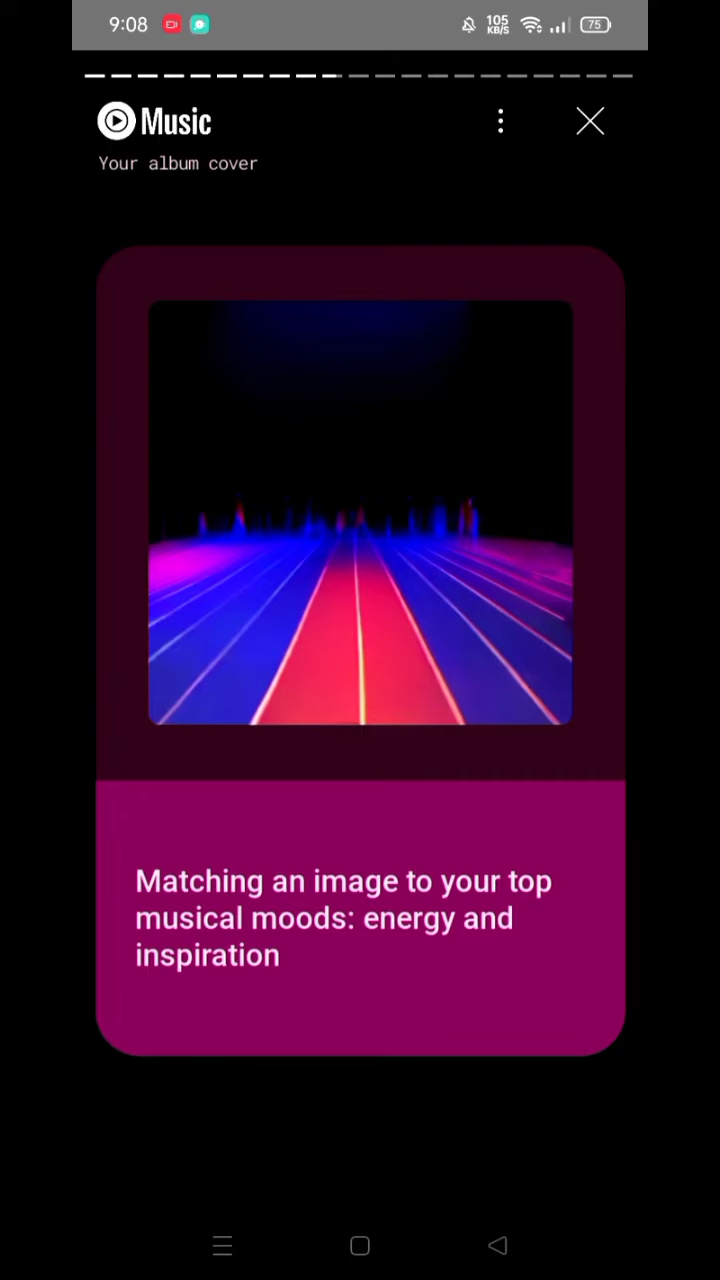 9:08
105
KB/S
75
Music
Your album cover
Matching an image to your top
musical moods: energy and
inspiration